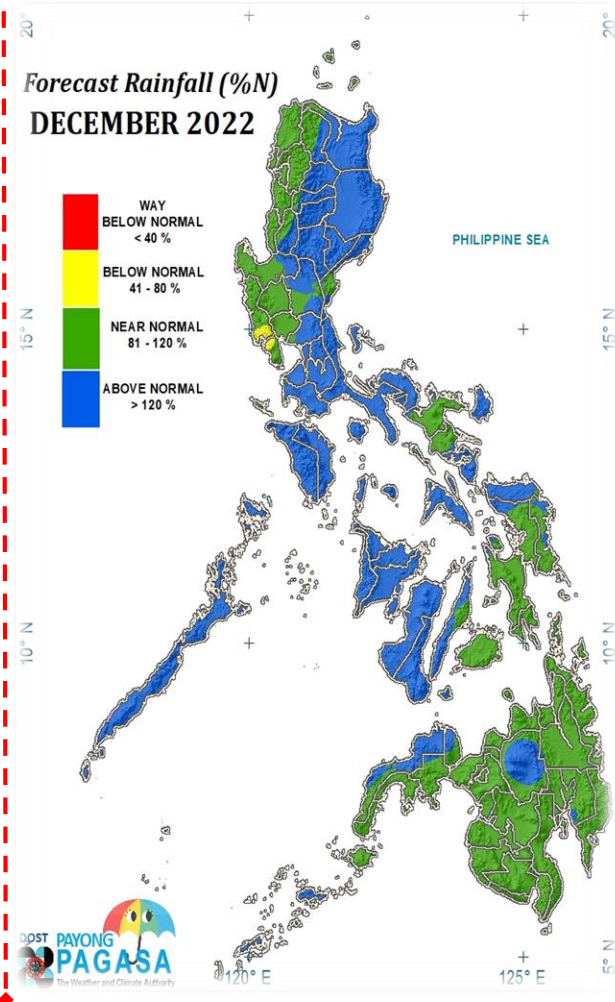 20°
20°
Forecast Rainfall (%N)
DECEMBER 2022
WAY
BELOW NORMAL
< 40 %
BELOW NORMAL
41 - 80 %
NEAR NORMAL
81 - 120 %
ABOVE NORMAL
> 120 %
PHILIPPINE SEA
15° N
15° N
10° N
10° N
DOST
PAYONG
PAGASA
The Weather and Climate Authority
120° E
125° E
5° N